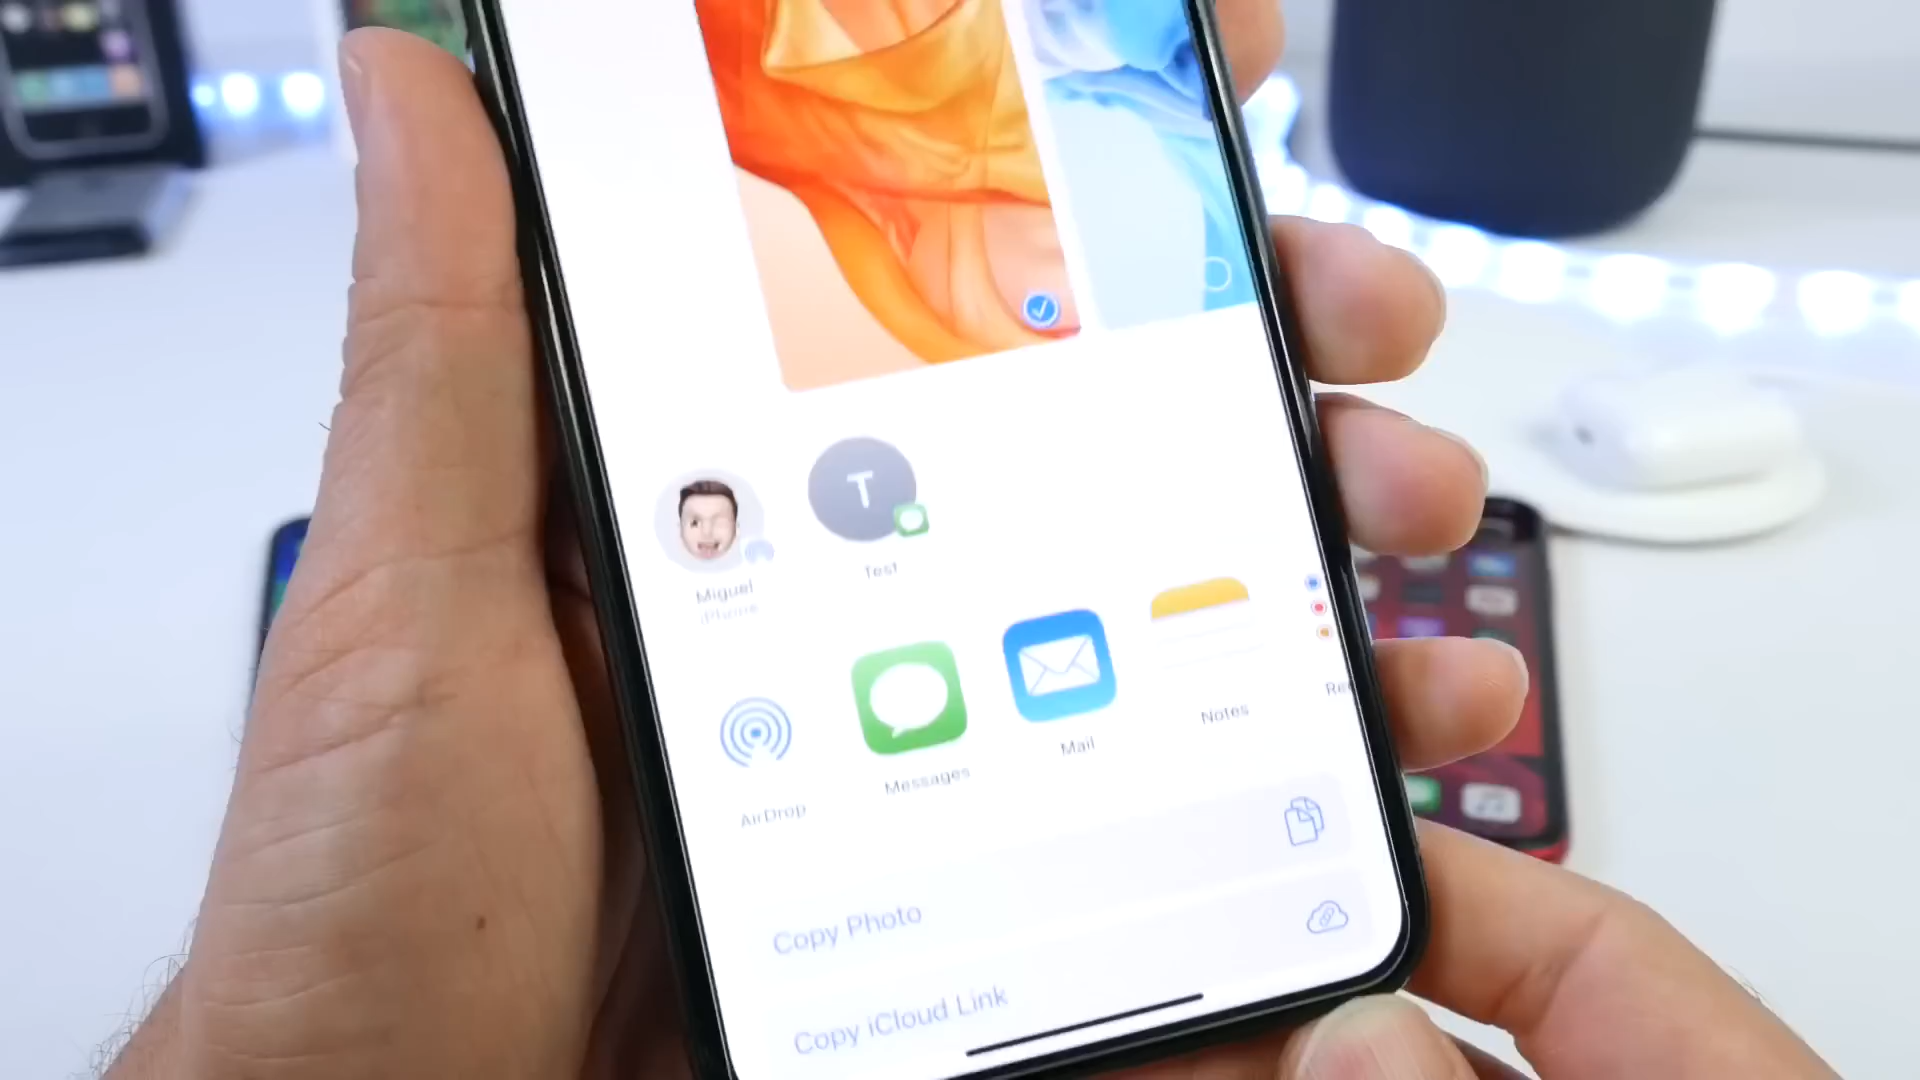 T
Miguel
iPhone
Test
AirDrop
Messages
Mail
Notes
Copy Photo
Copy iCloud Link